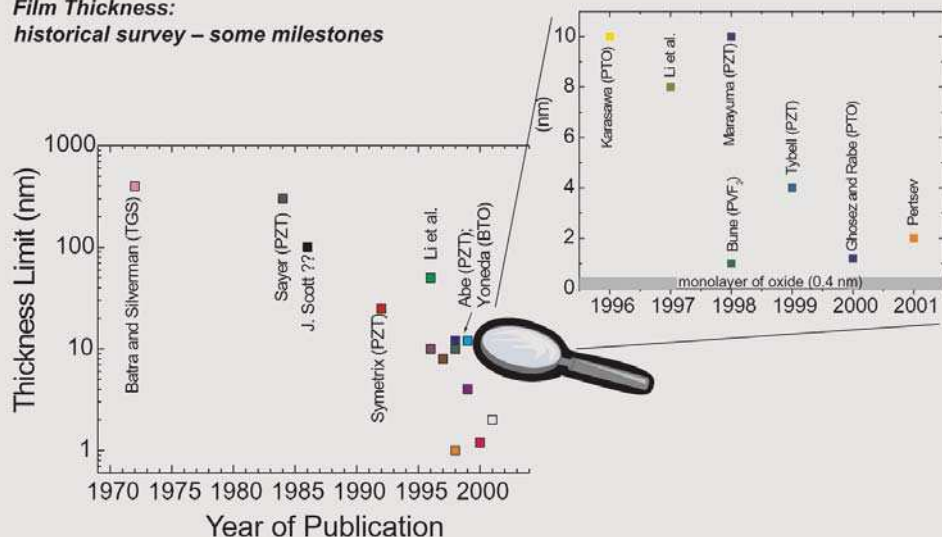 Film Thickness:
historical survey – some milestones
Thickness Limit (nm)
1000
100
10
1
Batra and Silverman (TGS)
Sayer (PZT)
J. Scott ??
Symetrix (PZT)
Li et al.
Abe (PZT);
Yoneda (BTO)
1970 1975 1980 1985 1990 1995 2000
Year of Publication
(nm)
10
8
6
4
2
0
Karasawa (PTO)
Li et al.
Marayuma (PZT)
Bune (PVF2)
Tybell (PZT)
Ghosez and Rabe (PTO)
Pertsev
monolayer of oxide (0.4 nm)
1996 1997 1998 1999 2000 2001